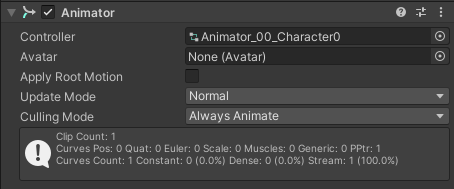 Animator
Controller Animator_00_Character0
Avatar None (Avatar)
Apply Root Motion
Update Mode Normal
Culling Mode Always Animate
Clip Count: 1
Curves Pos: 0 Quat: 0 Euler: 0 Scale: 0 Muscles: 0 Generic: 0 PPtr: 1
Curves Count: 1 Constant: 0 (0.0%) Dense: 0 (0.0%) Stream: 1 (100.0%)